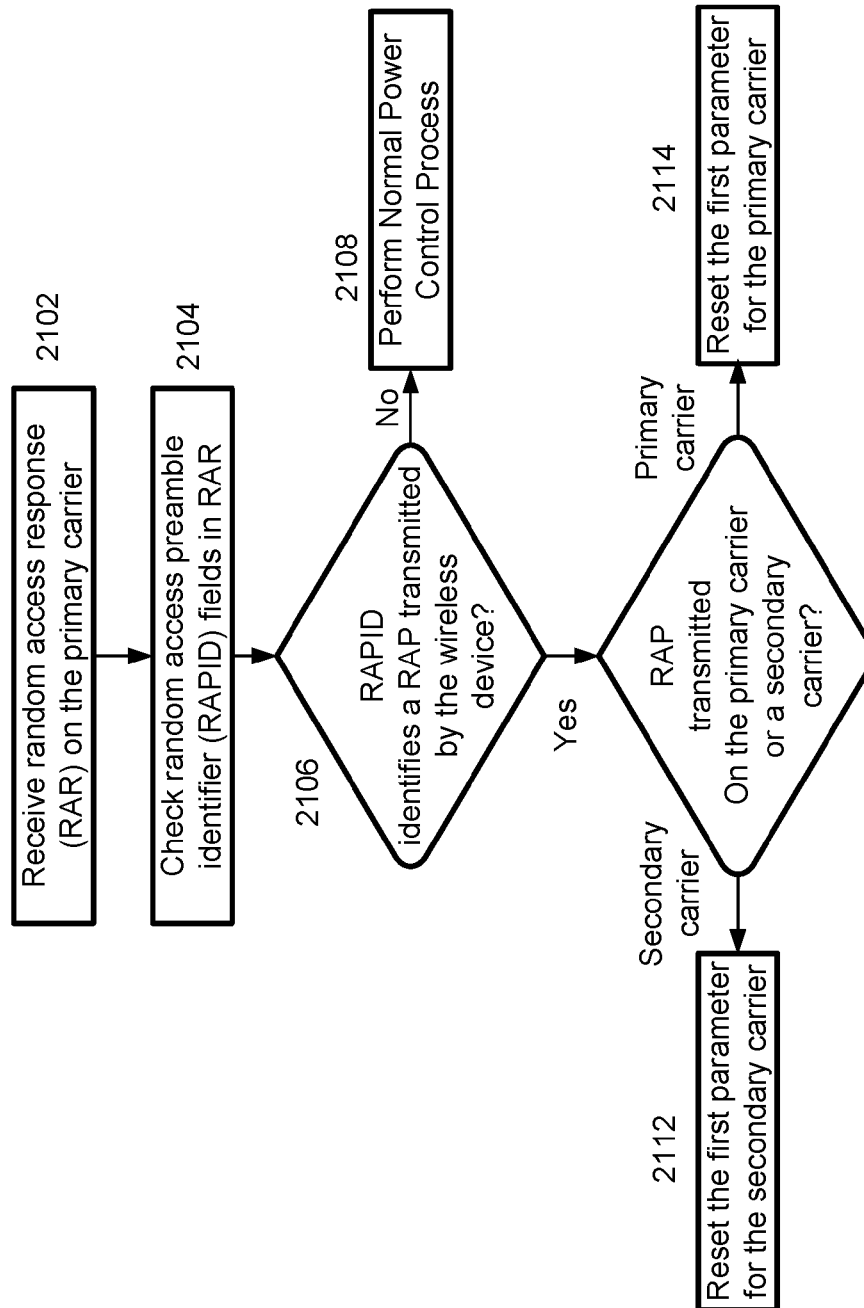 2102
Receive random access response
(RAR) on the primary carrier
2104
Check random access preamble
identifier (RAPID) fields in RAR
2106
RAPID
identifies a RAP transmitted
by the wireless
device?
No
2108
Perform Normal Power
Control Process
Yes
RAP
transmitted
On the primary carrier
or a secondary
carrier?
Secondary
carrier
2112
Reset the first parameter
for the secondary carrier
Primary
carrier
2114
Reset the first parameter
for the primary carrier